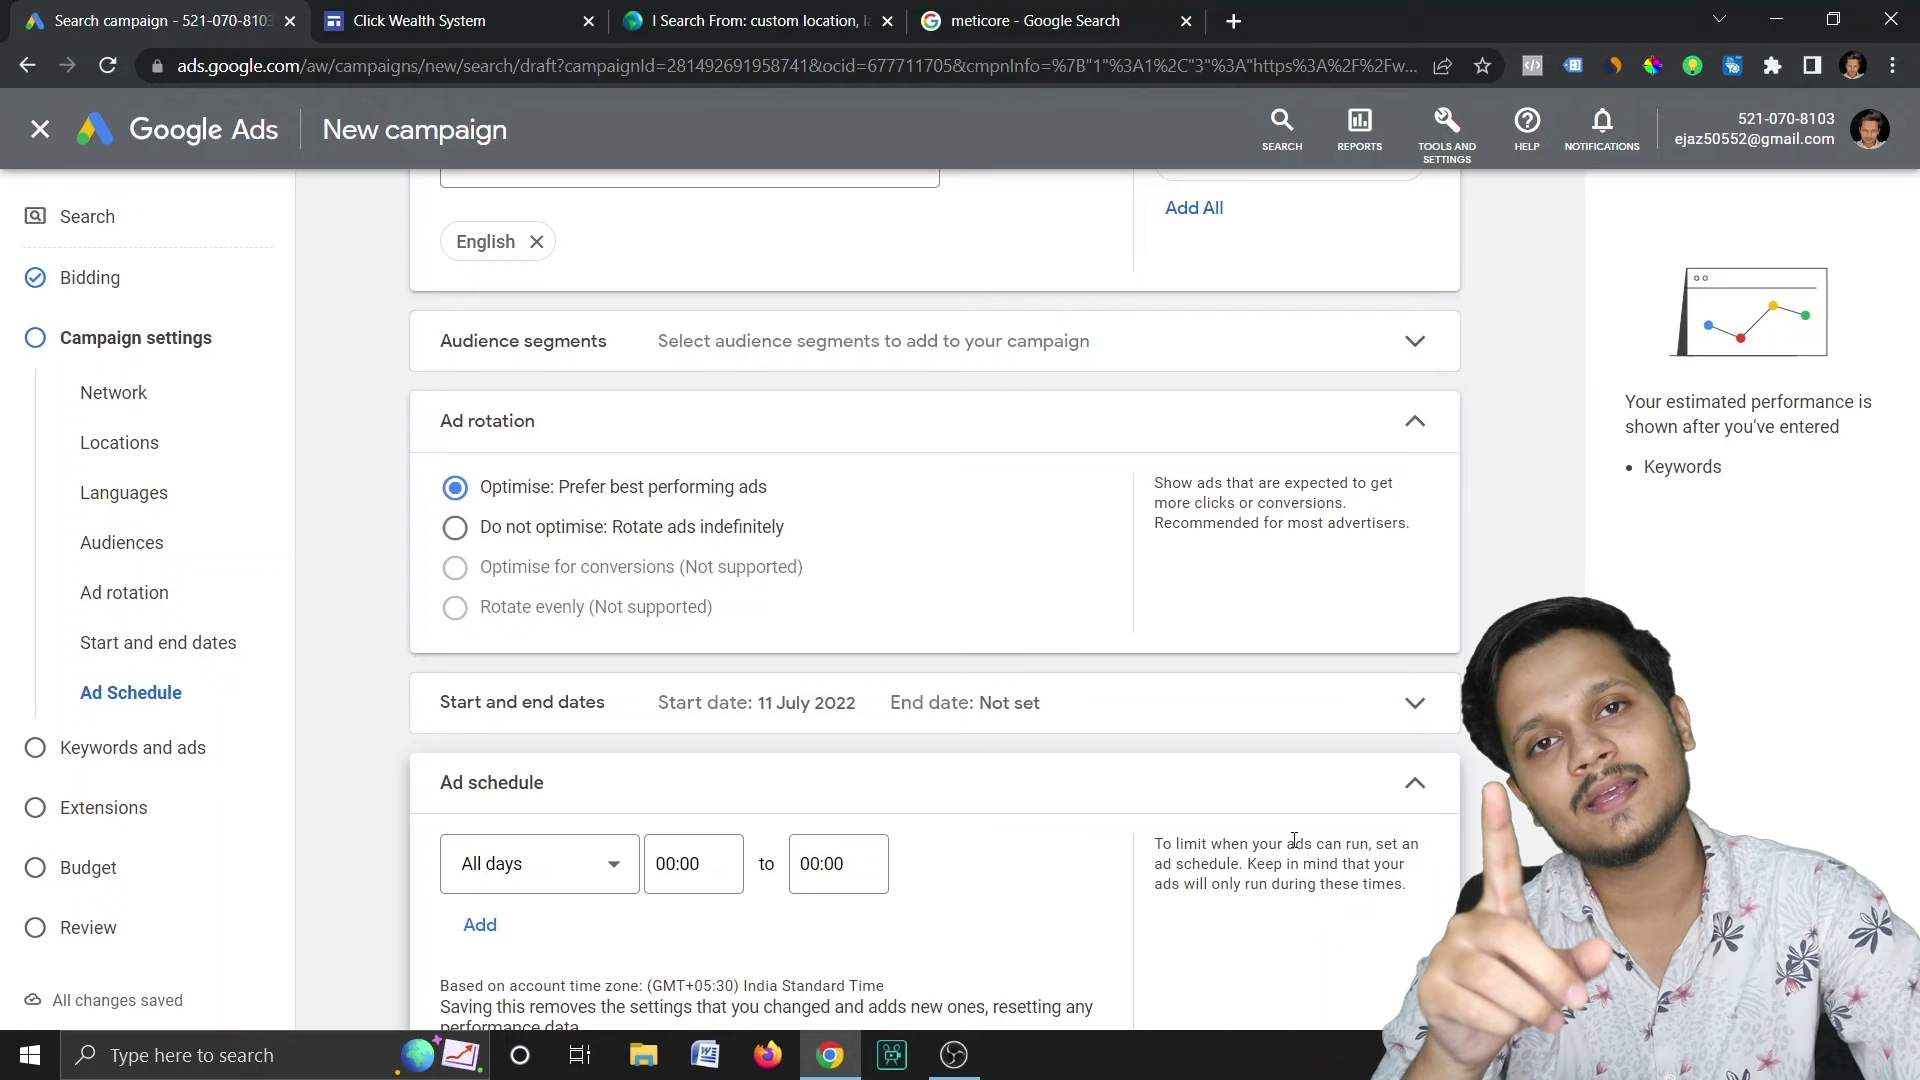 Search campaign - 521-070-8103
Click Wealth System
I Search From: custom location, la
meticore - Google Search
ads.google.com/aw/campaigns/new/search/draft?campaignId=281492691958741&ocid=677711705&cmpnInfo=%7B"1"%3A1%2C"3"%3A"https%3A%2F%2Fw...
Google Ads
New campaign
SEARCH
REPORTS
TOOLS AND
SETTINGS
HELP
NOTIFICATIONS
521-070-8103
ejaz50552@gmail.com
Search
Bidding
Campaign settings
Network
Locations
Languages
Audiences
Ad rotation
Start and end dates
Ad Schedule
Keywords and ads
Extensions
Budget
Review
All changes saved
English
Add All
Audience segments
Select audience segments to add to your campaign
Ad rotation
Optimise: Prefer best performing ads
Do not optimise: Rotate ads indefinitely
Optimise for conversions (Not supported)
Rotate evenly (Not supported)
Show ads that are expected to get
more clicks or conversions.
Recommended for most advertisers.
Start and end dates
Start date: 11 July 2022
End date: Not set
Ad schedule
All days
00:00
to
00:00
Add
To limit when your ads can run, set an
ad schedule. Keep in mind that your
ads will only run during these times.
Based on account time zone: (GMT+05:30) India Standard Time
Saving this removes the settings that you changed and adds new ones, resetting any
performance data
Your estimated performance is
shown after you've entered
• Keywords
Type here to search